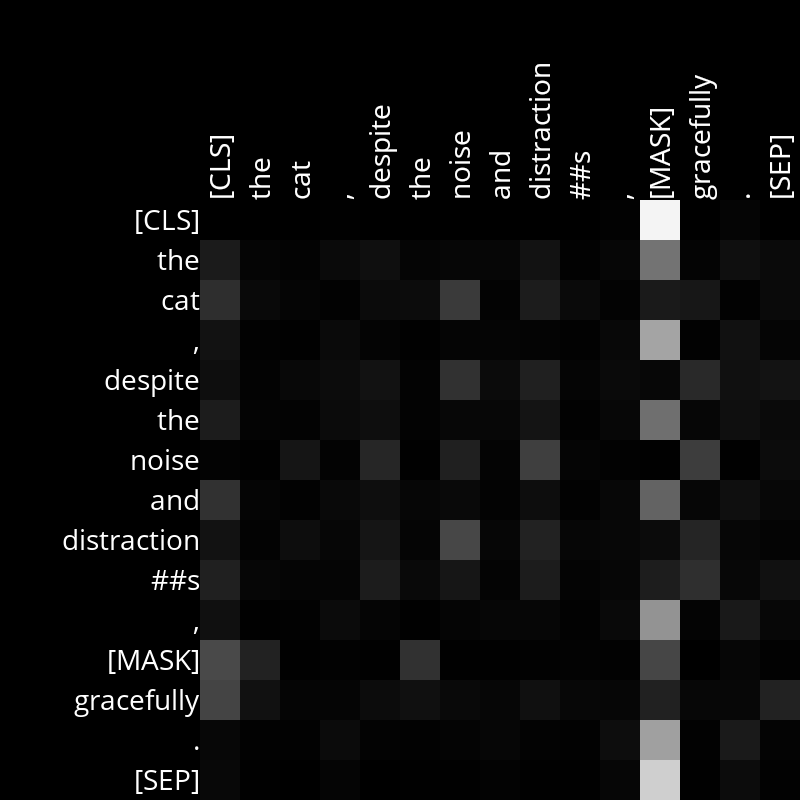 [CLS]
the
cat
,
despite
the
noise
and
distraction
##s
,
[MASK]
gracefully
.
[SEP]
[CLS]
the
cat
,
despite
the
noise
and
distraction
##s
,
[MASK]
gracefully
.
[SEP]